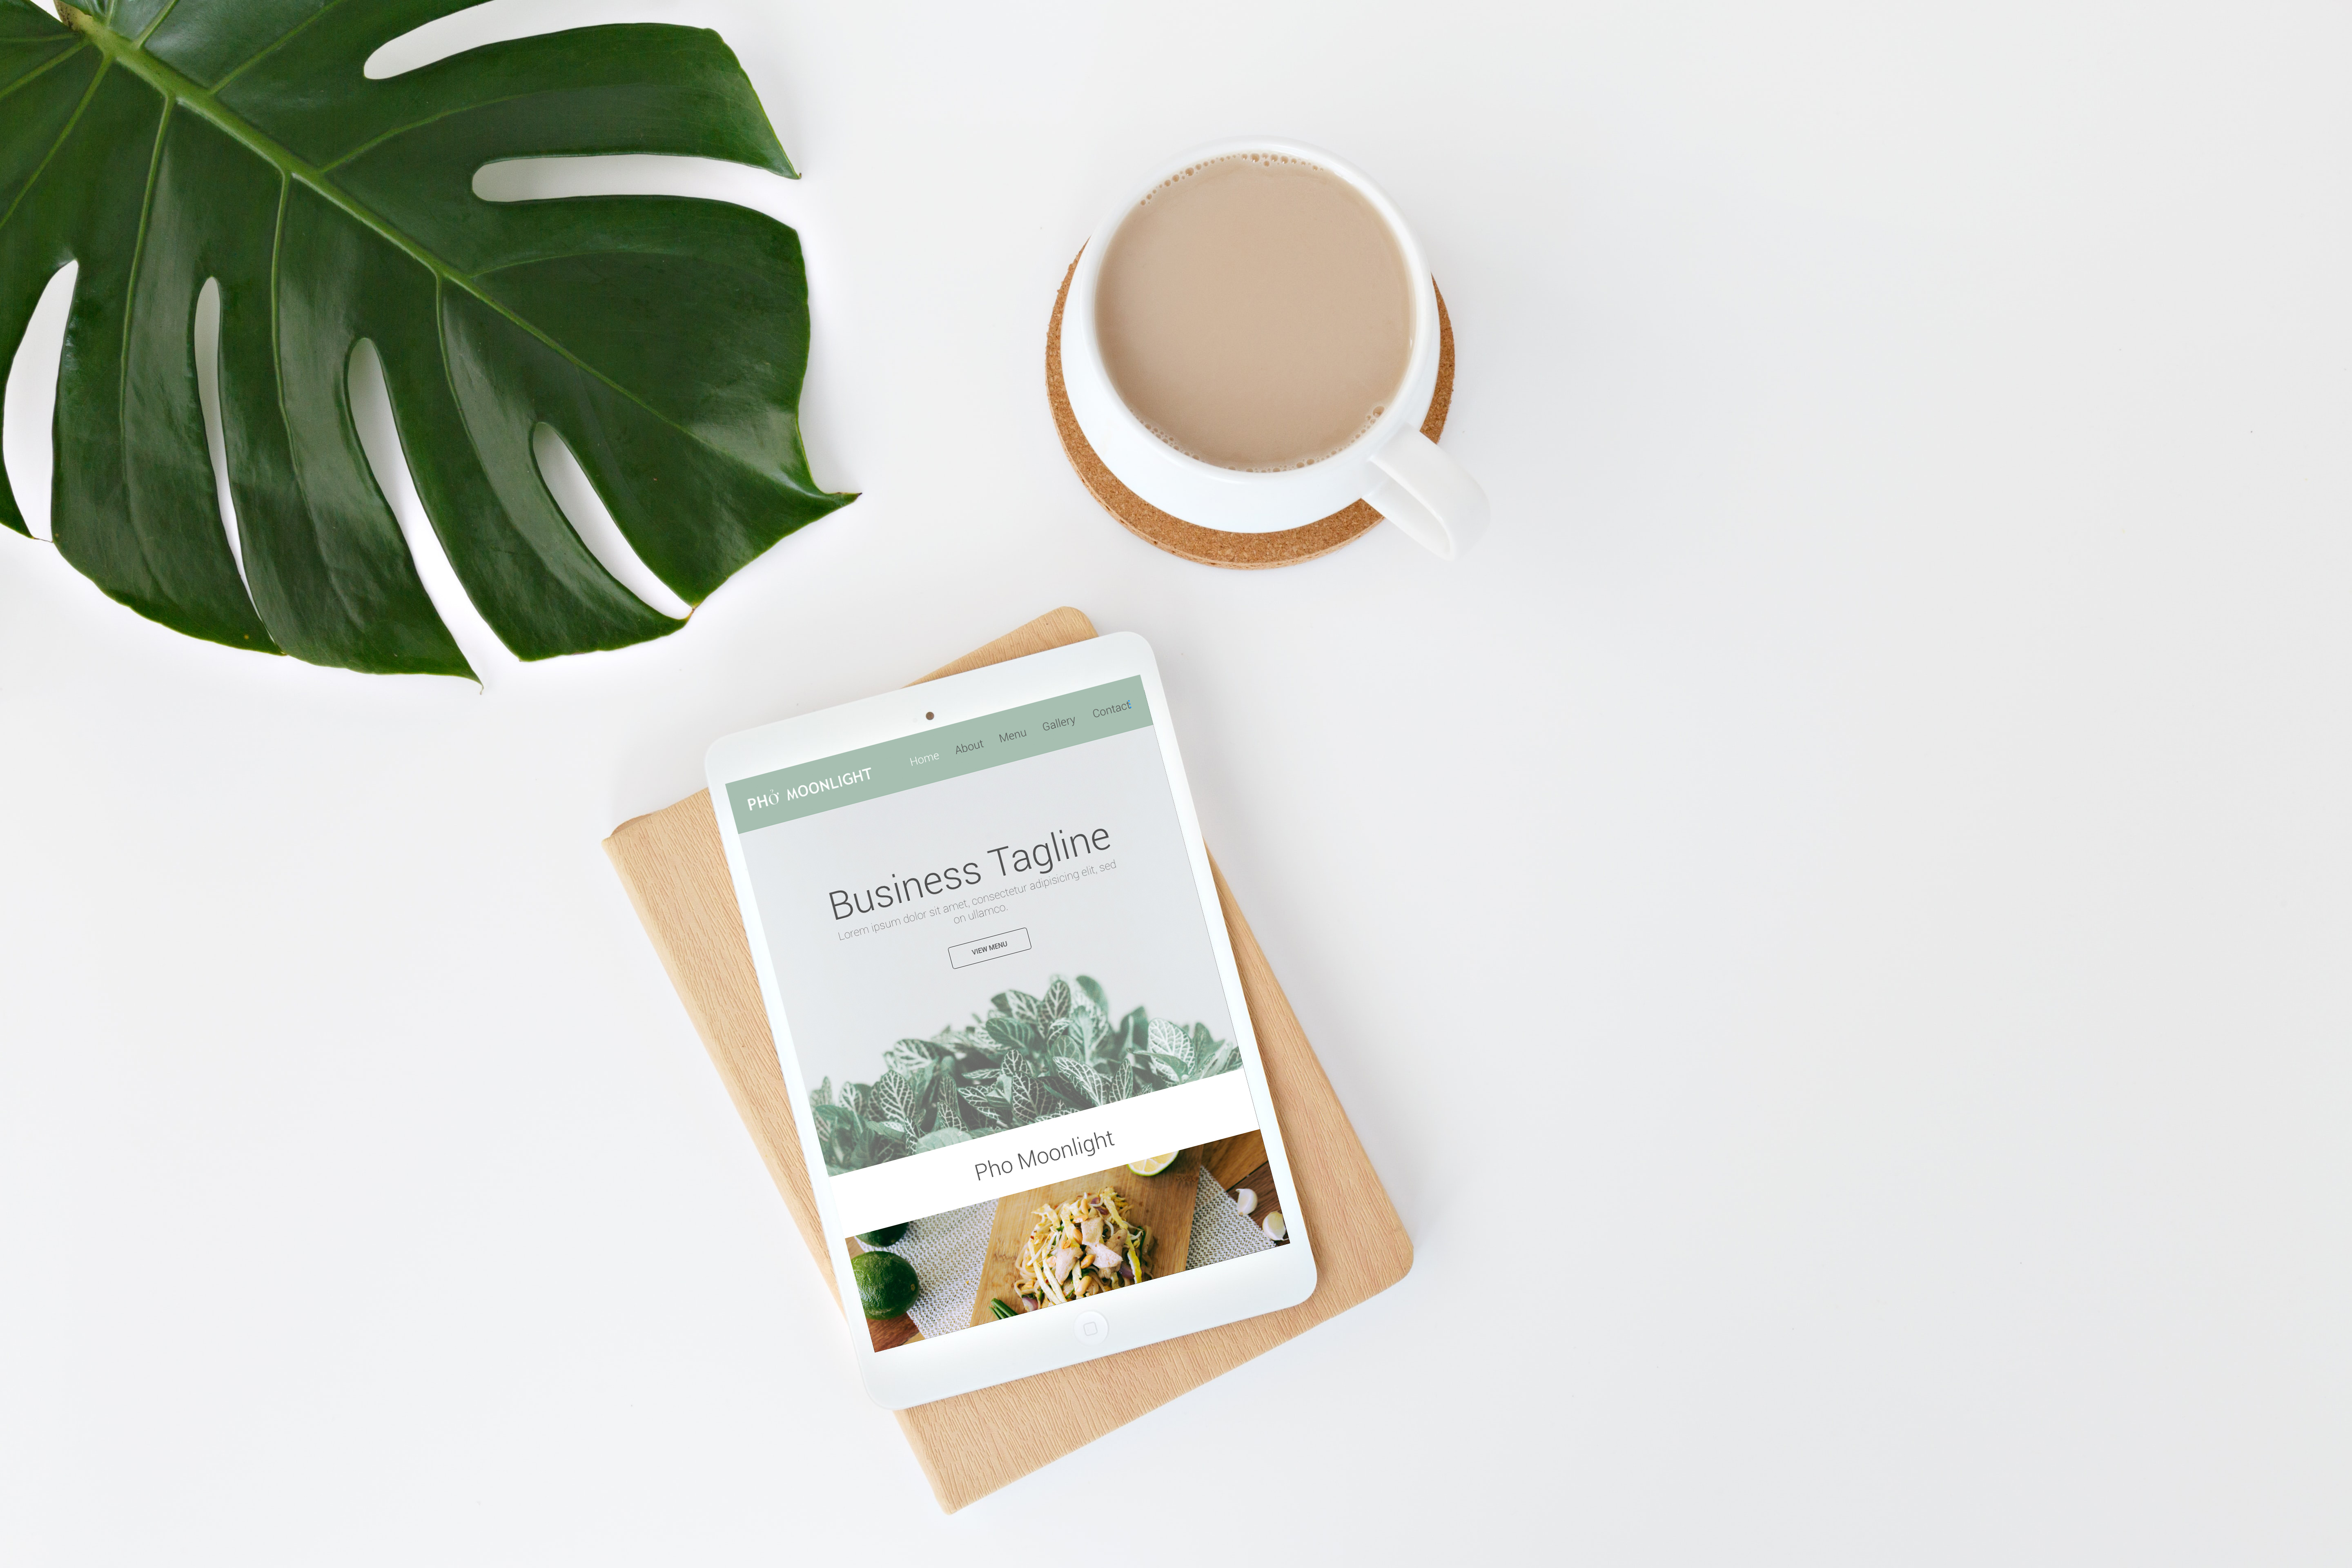 PHỞ MOONLIGHT Home About Menu Gallery Contact
Business Tagline
Lorem ipsum dolor sit amet, consectetur adipisicing elit, sed
on ullamco.
VIEW MENU
Pho Moonlight